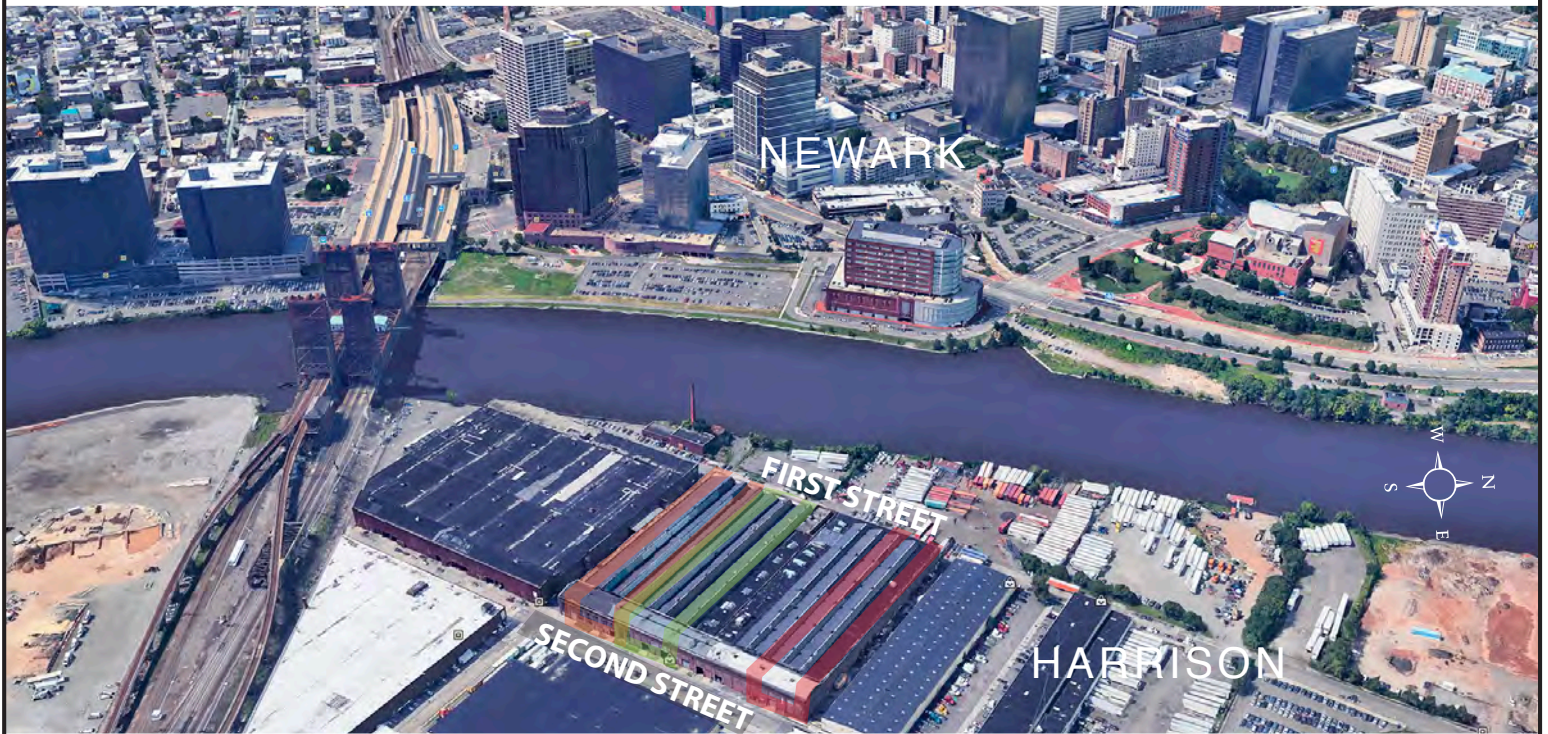 NEWARK
W
S
N
E
FIRST STREET
SECOND STREET
HARRISON